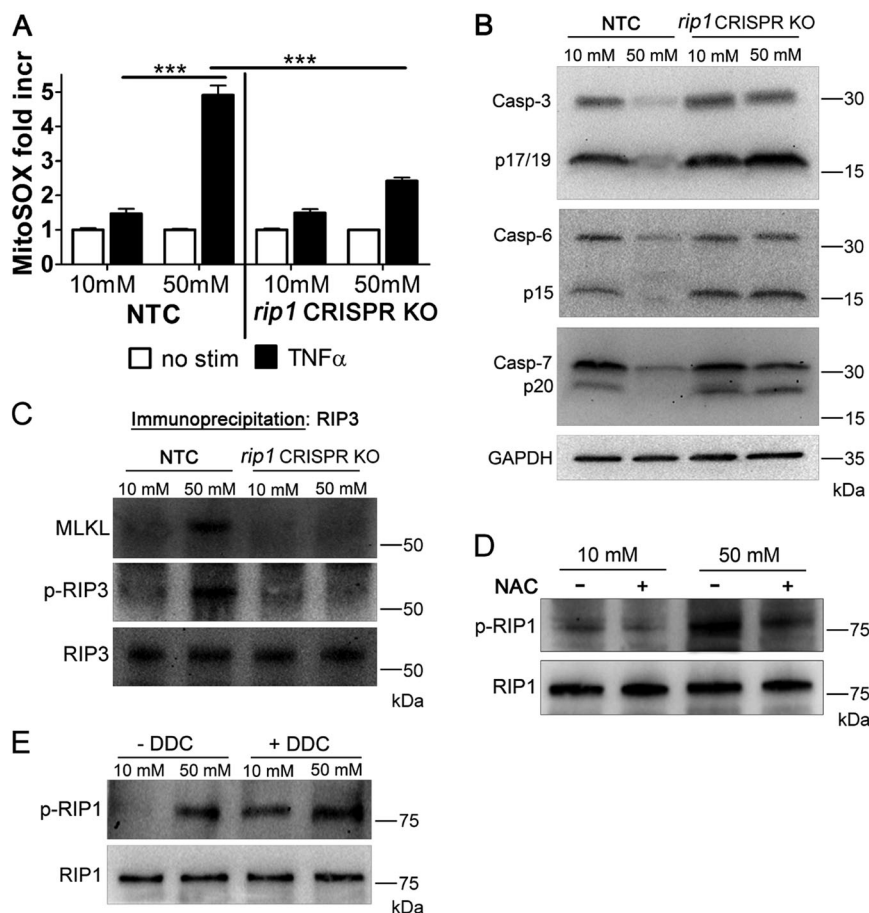 A
MitoSOX fold incr
5
4
3
2
1
0
10mM 50mM 10mM 50mM
NTC rip1 CRISPR KO
no stim TNFα
***
***
B
NTC rip1 CRISPR KO
10 mM 50 mM 10 mM 50 mM
Casp-3
30
p17/19
15
Casp-6
30
p15
15
Casp-7
30
p20
15
GAPDH
35
kDa
C
Immunoprecipitation: RIP3
NTC rip1 CRISPR KO
10 mM 50 mM 10 mM 50 mM
MLKL
50
p-RIP3
50
RIP3
50
kDa
D
10 mM 50 mM
NAC - + - +
p-RIP1
75
RIP1
75
kDa
E
- DDC + DDC
10 mM 50 mM 10 mM 50 mM
p-RIP1
75
RIP1
75
kDa